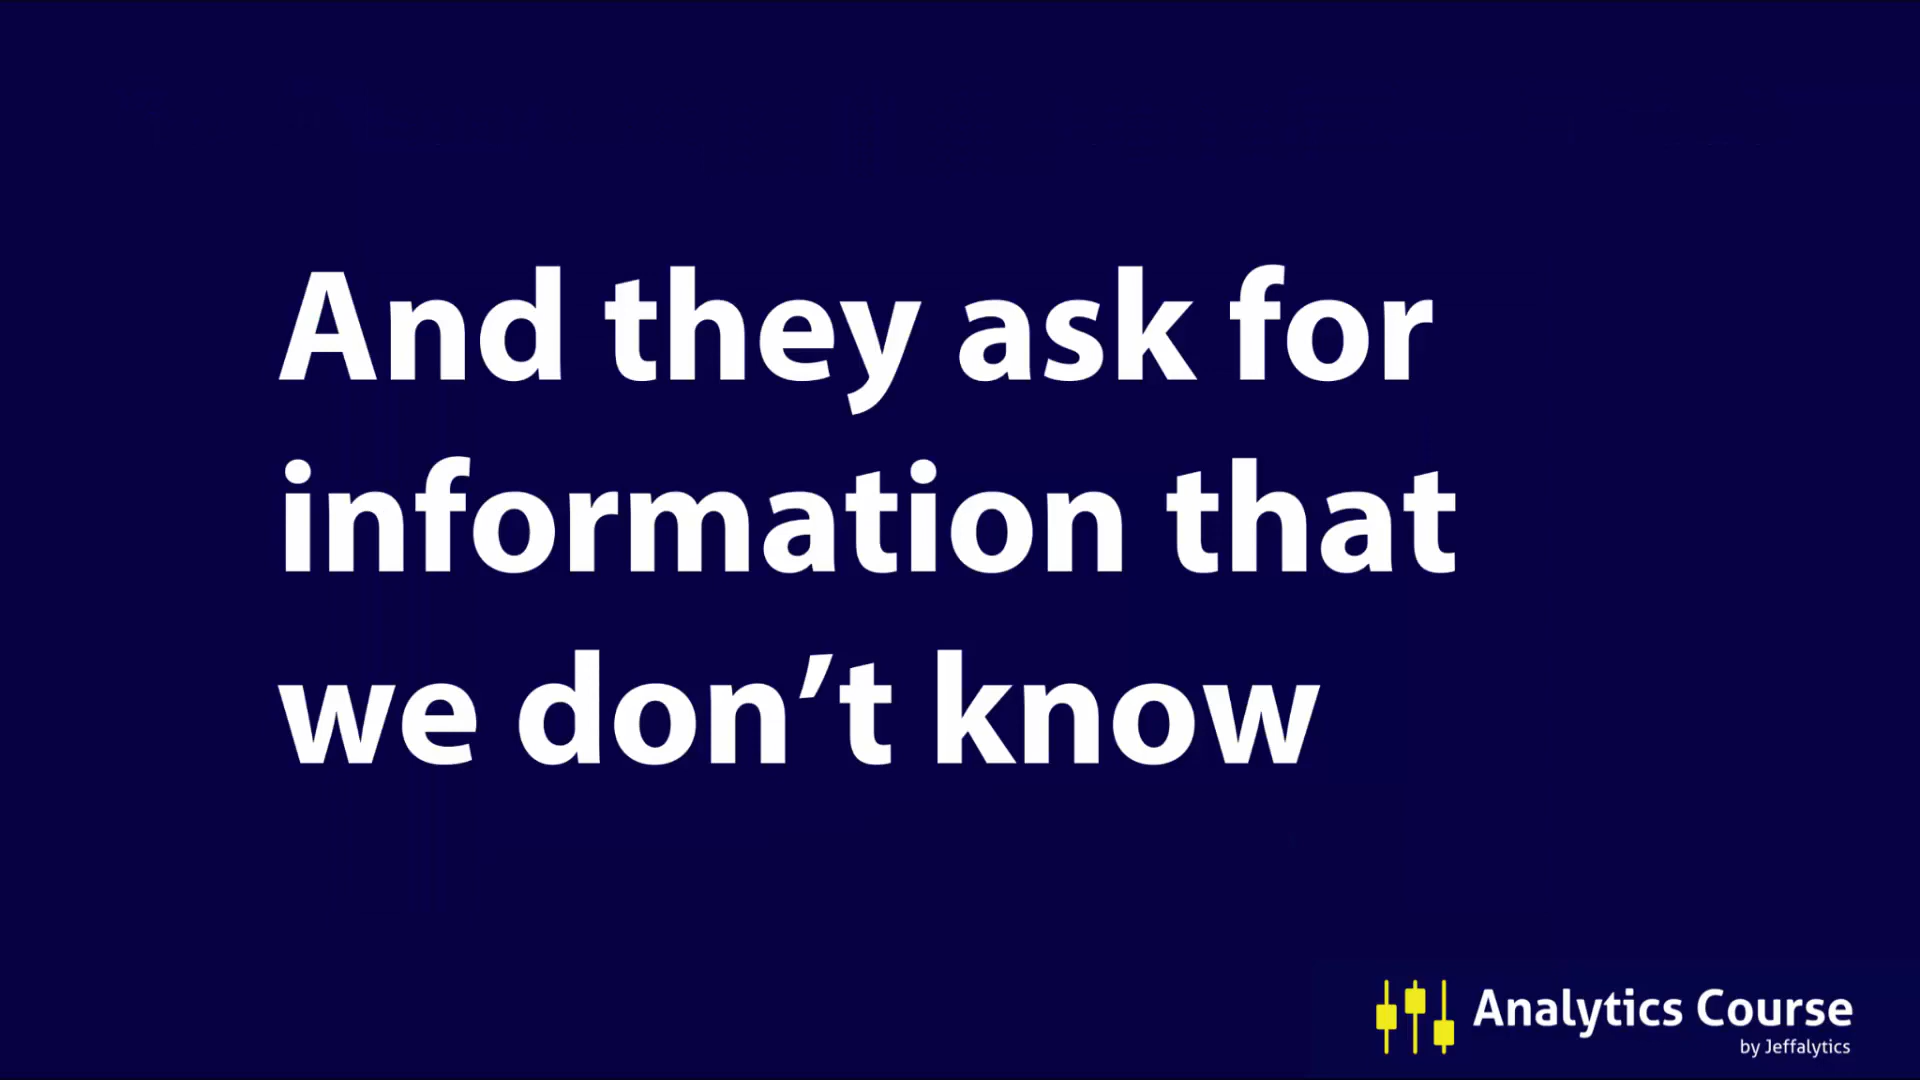 And they ask for
information that
we don’t know
Analytics Course
by Jeffalytics